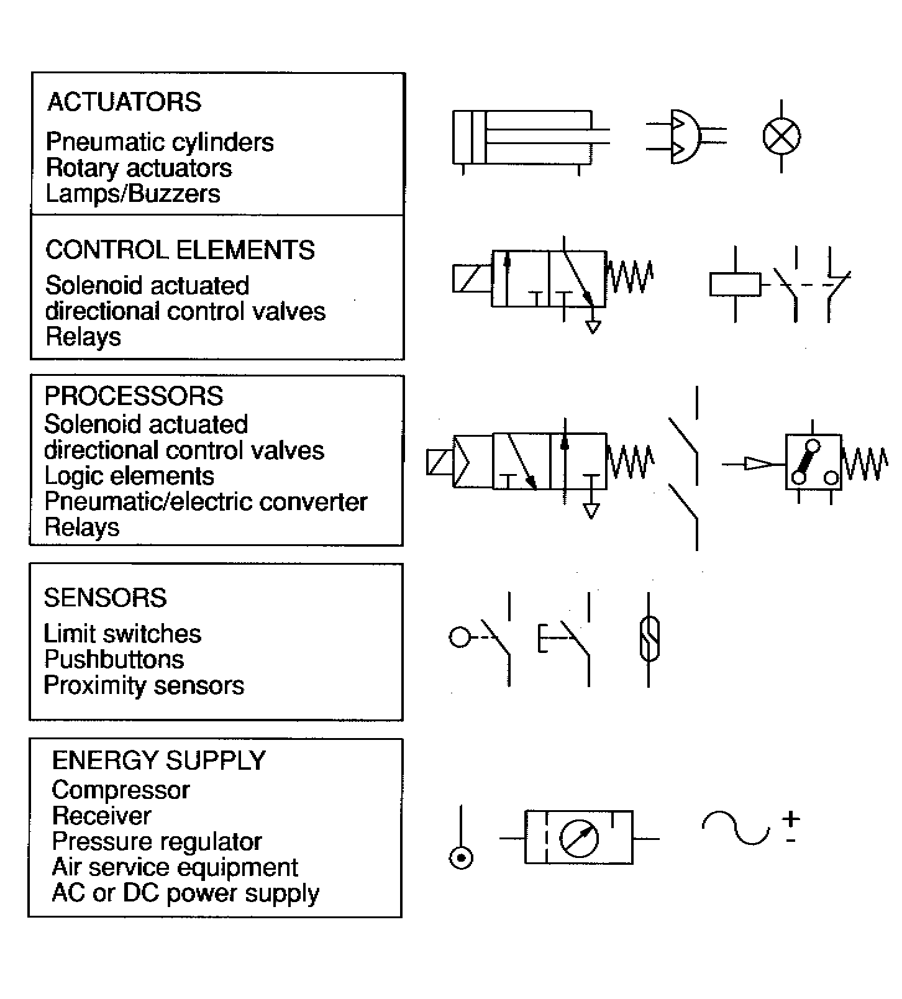 ACTUATORS
Pneumatic cylinders
Rotary actuators
Lamps/Buzzers
CONTROL ELEMENTS
Solenoid actuated
directional control valves
Relays
PROCESSORS
Solenoid actuated
directional control valves
Logic elements
Pneumatic/electric converter
Relays
SENSORS
Limit switches
Pushbuttons
Proximity sensors
ENERGY SUPPLY
Compressor
Receiver
Pressure regulator
Air service equipment
AC or DC power supply
+
-